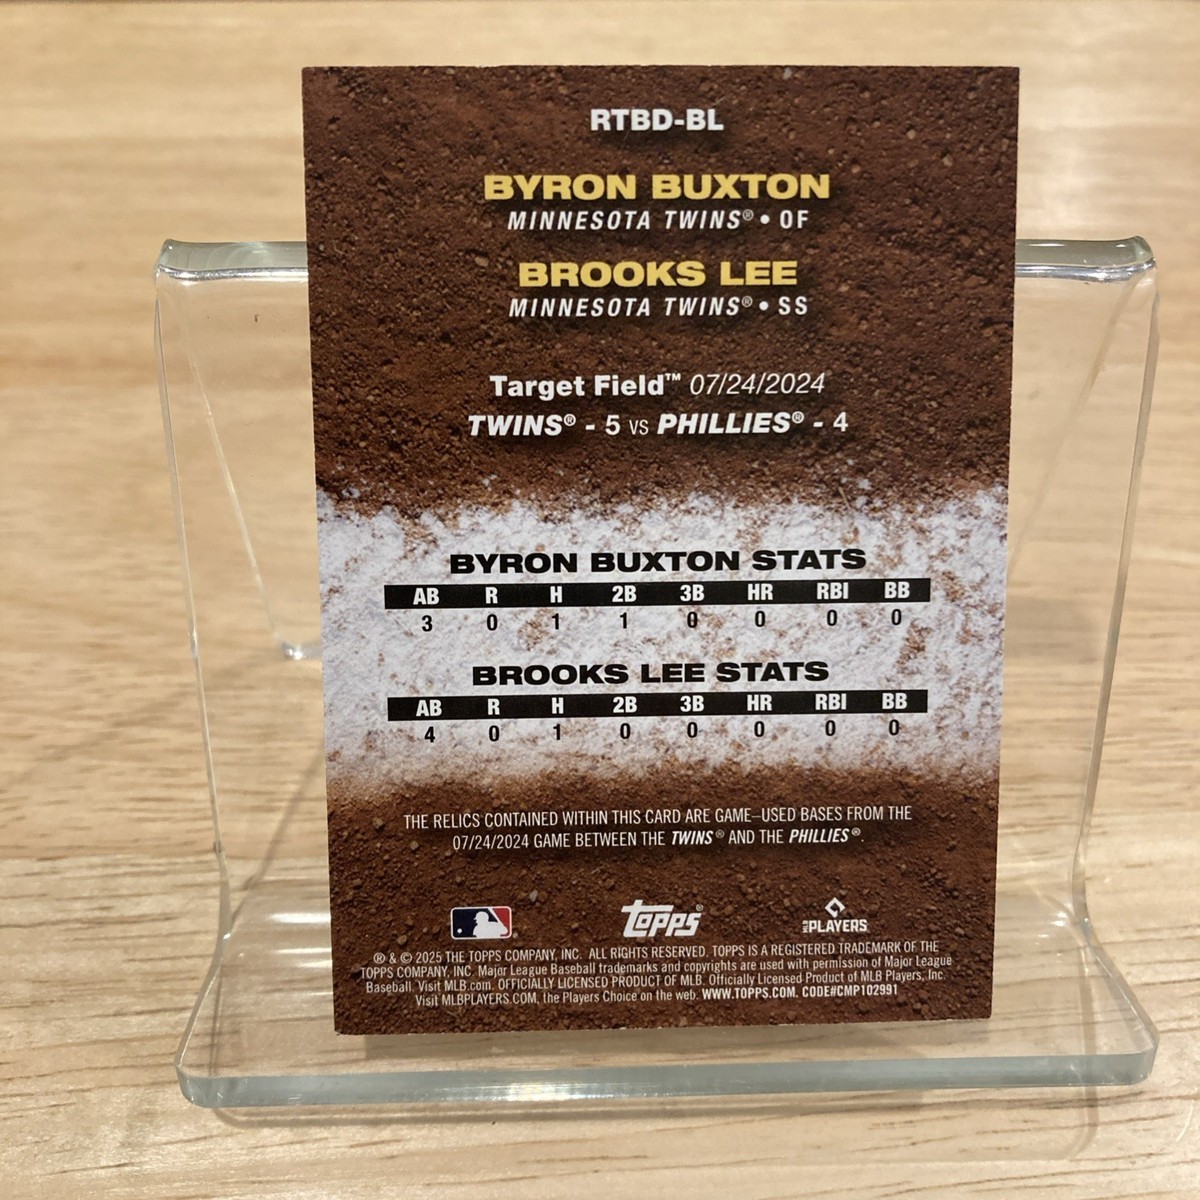 RTBD-BL
BYRON BUXTON
MINNESOTA TWINS® • OF
BROOKS LEE
MINNESOTA TWINS® • SS
Target Field™ 07/24/2024
TWINS® - 5 VS PHILLIES® - 4
BYRON BUXTON STATS
AB R H 2B 3B HR RBI BB
3 0 1 1 0 0 0 0
BROOKS LEE STATS
AB R H 2B 3B HR RBI BB
4 0 1 0 0 0 0 0
THE RELICS CONTAINED WITHIN THIS CARD ARE GAME-USED BASES FROM THE
07/24/2024 GAME BETWEEN THE TWINS® AND THE PHILLIES®.
Topps® MLB PLAYERS
® & © 2025 THE TOPPS COMPANY, INC. ALL RIGHTS RESERVED. TOPPS IS A REGISTERED TRADEMARK OF THE
TOPPS COMPANY, INC. Major League Baseball trademarks and copyrights are used with permission of Major League
Baseball. Visit MLB.com. OFFICIALLY LICENSED PRODUCT OF MLB. Officially Licensed Product of MLB Players, Inc.
Visit MLBPLAYERS.COM, the Players Choice on the web. WWW.TOPPS.COM. CODE#CMP102991